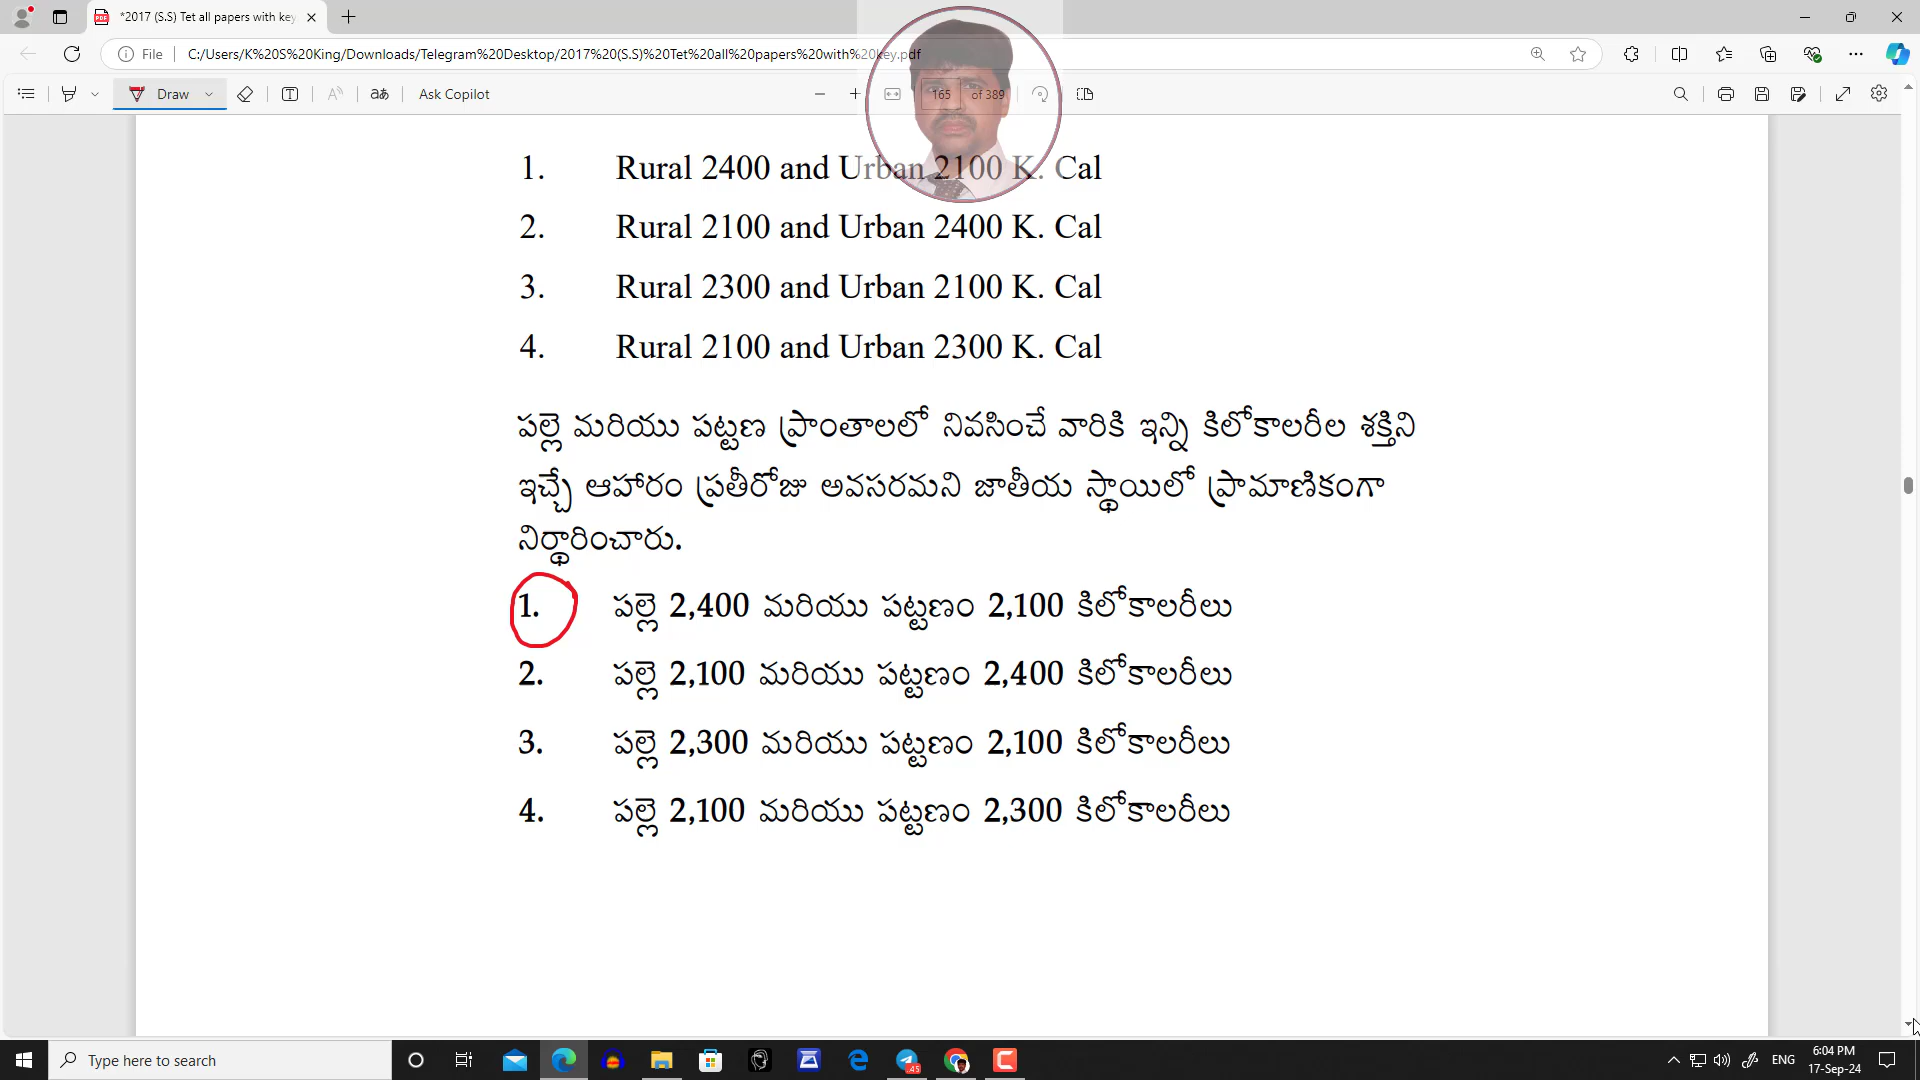 *2017 (S.S) Tet all papers with key
File
C:/Users/K%20S%20King/Downloads/Telegram%20Desktop/2017%20(S.S)%20Tet%20all%20papers%20with%20key.pdf
Draw
Ask Copilot
165 of 389
1. Rural 2400 and Urban 2100 K. Cal
2. Rural 2100 and Urban 2400 K. Cal
3. Rural 2300 and Urban 2100 K. Cal
4. Rural 2100 and Urban 2300 K. Cal
పల్లె మరియు పట్టణ ప్రాంతాలలో నివసించే వారికి ఇన్ని కిలోకాలరీల శక్తిని
ఇచ్చే ఆహారం ప్రతీరోజు అవసరమని జాతీయ స్థాయిలో ప్రామాణికంగా
నిర్థారించారు.
1. పల్లె 2,400 మరియు పట్టణం 2,100 కిలోకాలరీలు
2. పల్లె 2,100 మరియు పట్టణం 2,400 కిలోకాలరీలు
3. పల్లె 2,300 మరియు పట్టణం 2,100 కిలోకాలరీలు
4. పల్లె 2,100 మరియు పట్టణం 2,300 కిలోకాలరీలు
Type here to search
ENG
6:04 PM
17-Sep-24